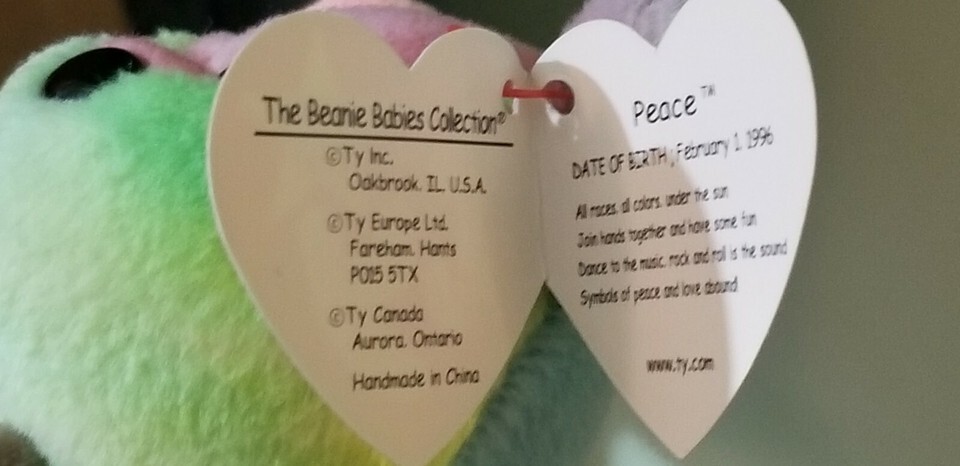 The Beanie Babies Collection®
©Ty Inc.
Oakbrook, IL, U.S.A.
©Ty Europe Ltd.
Fareham, Hants
PO15 5TX
©Ty Canada
Aurora, Ontario
Handmade in China
Peace™
DATE OF BIRTH : February 1, 1996
All races, all colors, under the sun
Join hands together and have some fun
Dance to the music, rock and roll is the sound
Symbols of peace and love abound!
www.ty.com